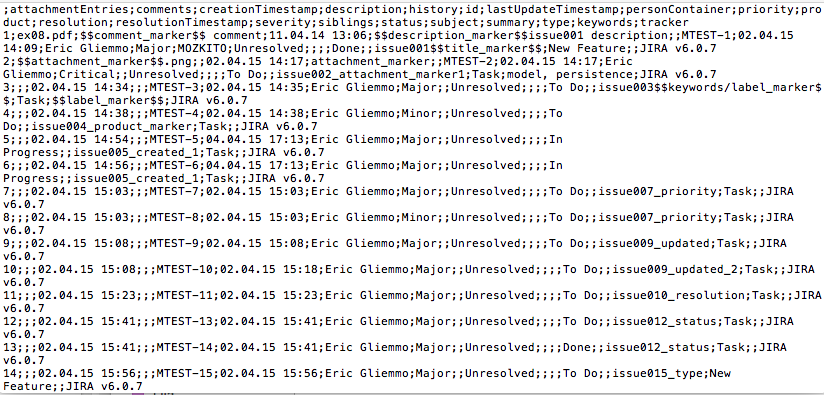 ;attachmentEntries;comments;creationTimestamp;description;history;id;lastUpdateTimestamp;personContainer;priority;pro
duct;resolution;resolutionTimestamp;severity;siblings;status;subject;summary;type;keywords;tracker
1;ex08.pdf;$$comment_marker$$ comment;11.04.14 13:06;$$description_marker$$issue001 description;;MTEST-1;02.04.15
14:09;Eric Gliemmo;Major;MOZKITO;Unresolved;;;;Done;;issue001$$title_marker$$;New Feature;;JIRA v6.0.7
2;$$attachment_marker$$.png;;02.04.15 14:17;attachment_marker;;MTEST-2;02.04.15 14:17;Eric
Gliemmo;Critical;;Unresolved;;;;To Do;;issue002_attachment_marker1;Task;model, persistence;JIRA v6.0.7
3;;;02.04.15 14:34;;;MTEST-3;02.04.15 14:35;Eric Gliemmo;Major;;Unresolved;;;;To Do;;issue003$$keywords/label_marker$
$;Task;$$label_marker$$;JIRA v6.0.7
4;;;02.04.15 14:38;;;MTEST-4;02.04.15 14:38;Eric Gliemmo;Minor;;Unresolved;;;;To
Do;;issue004_product_marker;Task;;JIRA v6.0.7
5;;;02.04.15 14:54;;;MTEST-5;04.04.15 17:13;Eric Gliemmo;Major;;Unresolved;;;;In
Progress;;issue005_created_1;Task;;JIRA v6.0.7
6;;;02.04.15 14:56;;;MTEST-6;04.04.15 17:13;Eric Gliemmo;Major;;Unresolved;;;;In
Progress;;issue005_created_1;Task;;JIRA v6.0.7
7;;;02.04.15 15:03;;;MTEST-7;02.04.15 15:03;Eric Gliemmo;Major;;Unresolved;;;;To Do;;issue007_priority;Task;;JIRA
v6.0.7
8;;;02.04.15 15:03;;;MTEST-8;02.04.15 15:03;Eric Gliemmo;Minor;;Unresolved;;;;To Do;;issue007_priority;Task;;JIRA
v6.0.7
9;;;02.04.15 15:08;;;MTEST-9;02.04.15 15:08;Eric Gliemmo;Major;;Unresolved;;;;To Do;;issue009_updated;Task;;JIRA
v6.0.7
10;;;02.04.15 15:08;;;MTEST-10;02.04.15 15:18;Eric Gliemmo;Major;;Unresolved;;;;To Do;;issue009_updated_2;Task;;JIRA
v6.0.7
11;;;02.04.15 15:23;;;MTEST-11;02.04.15 15:23;Eric Gliemmo;Major;;Unresolved;;;;To Do;;issue010_resolution;Task;;JIRA
v6.0.7
12;;;02.04.15 15:41;;;MTEST-13;02.04.15 15:41;Eric Gliemmo;Major;;Unresolved;;;;To Do;;issue012_status;Task;;JIRA
v6.0.7
13;;;02.04.15 15:41;;;MTEST-14;02.04.15 15:41;Eric Gliemmo;Major;;Unresolved;;;;Done;;issue012_status;Task;;JIRA
v6.0.7
14;;;02.04.15 15:56;;;MTEST-15;02.04.15 15:56;Eric Gliemmo;Major;;Unresolved;;;;To Do;;issue015_type;New
Feature;;JIRA v6.0.7